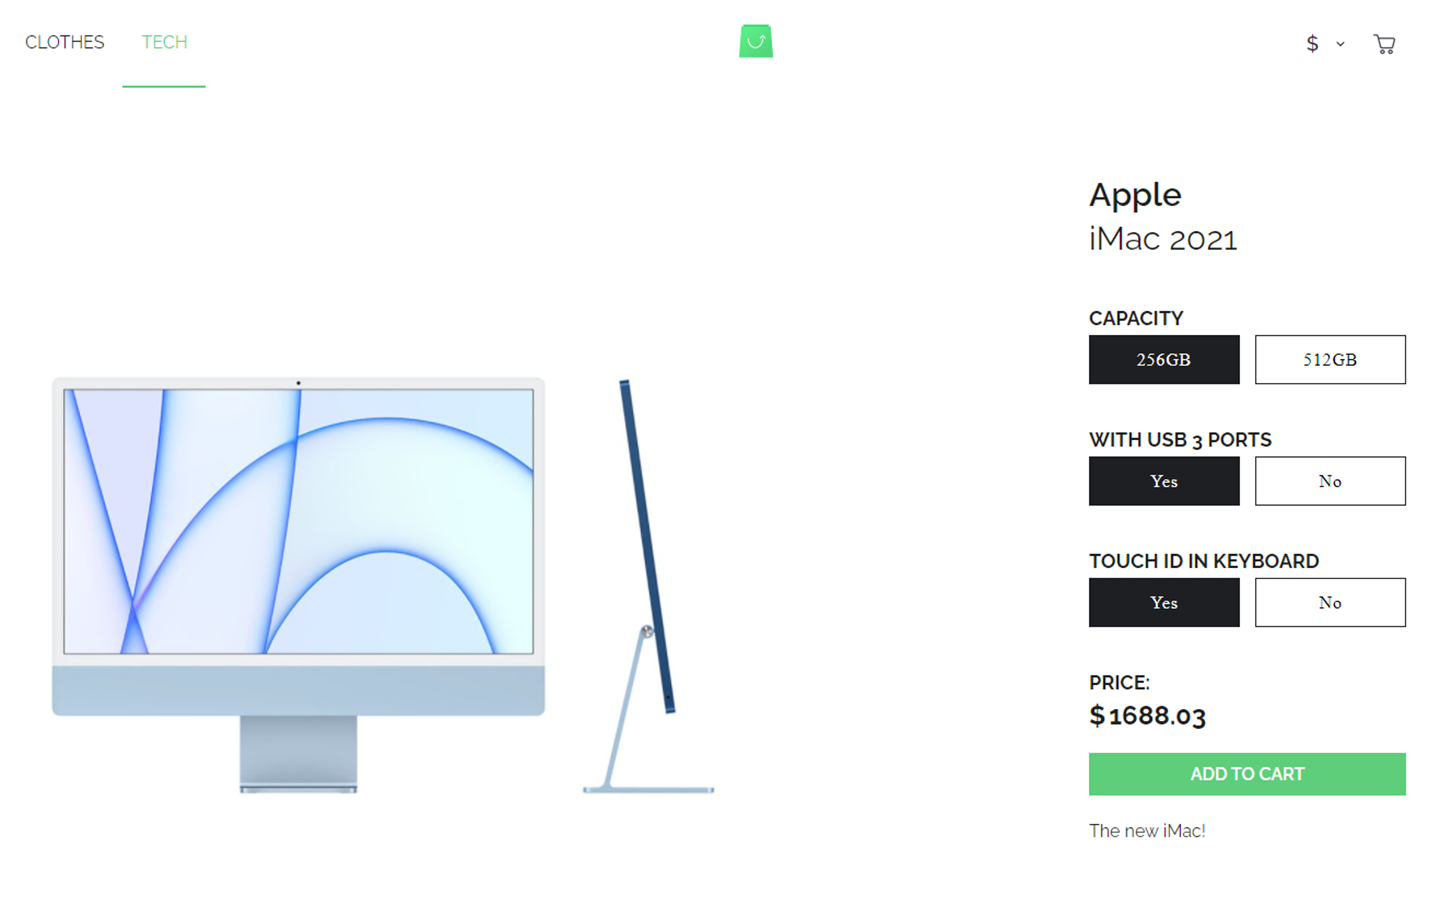 CLOTHES TECH $
Apple
iMac 2021
CAPACITY
256GB 512GB
WITH USB 3 PORTS
Yes No
TOUCH ID IN KEYBOARD
Yes No
PRICE:
$1688.03
ADD TO CART
The new iMac!